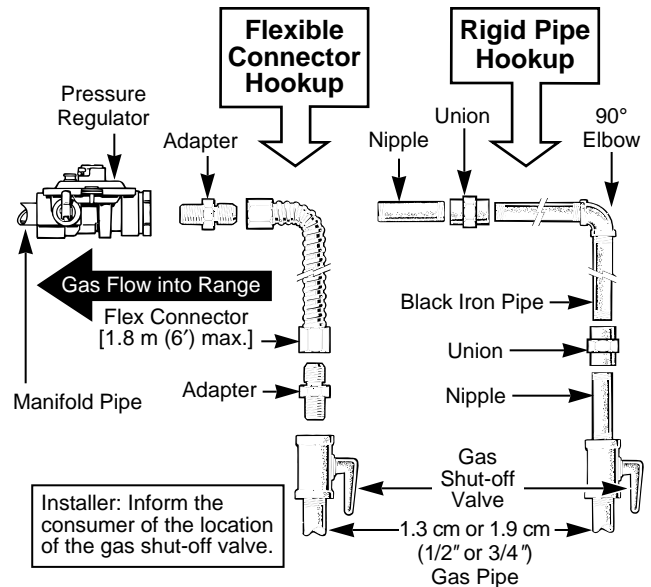 Flexible
Connector
Hookup
Rigid Pipe
Hookup
Pressure
Regulator
Adapter
Nipple
Union
90°
Elbow
Gas Flow into Range
Flex Connector
[1.8 m (6′) max.]
Black Iron Pipe
Union
Adapter
Nipple
Manifold Pipe
Gas
Shut-off
Valve
Installer: Inform the
consumer of the location
of the gas shut-off valve.
1.3 cm or 1.9 cm
(1/2″ or 3/4″)
Gas Pipe